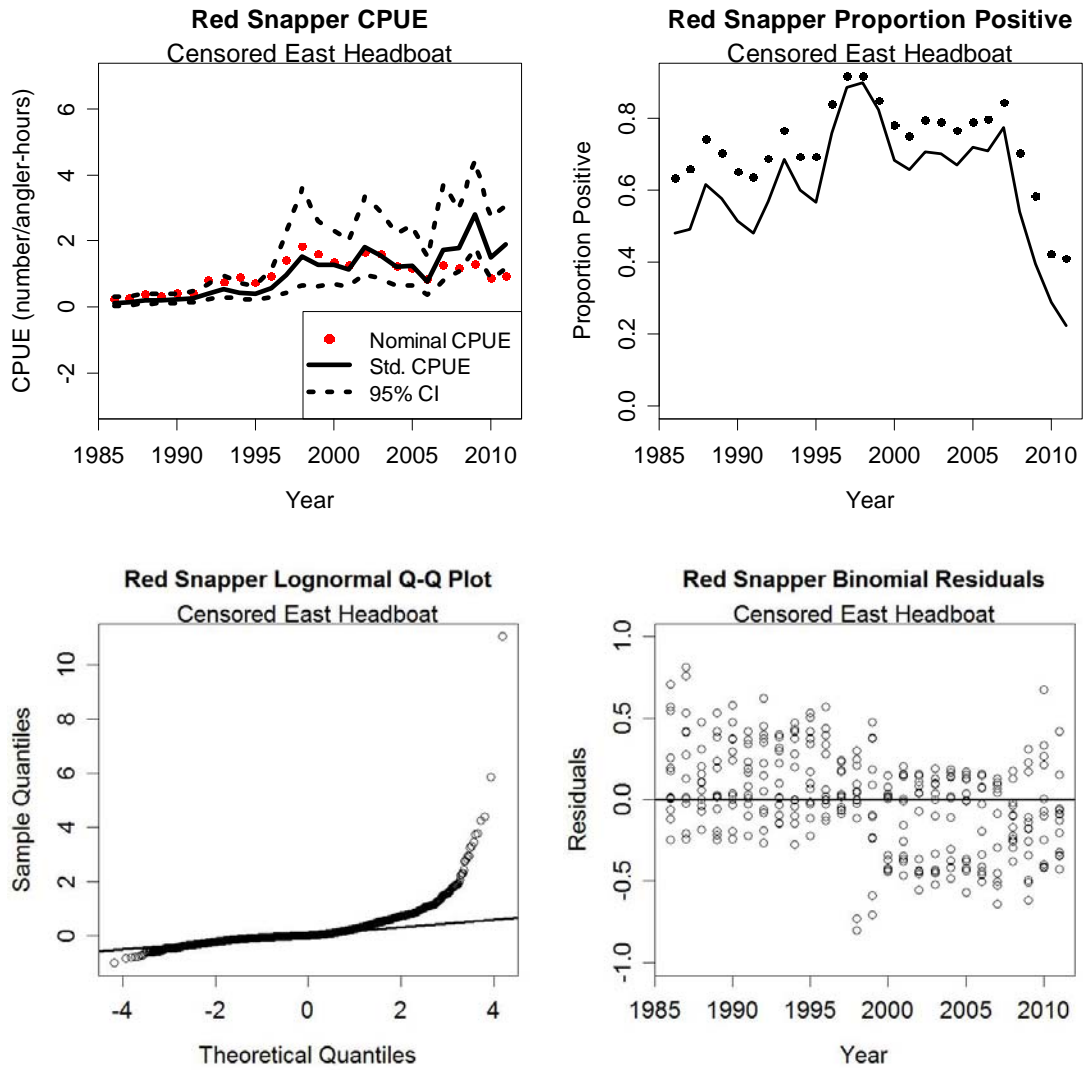 Red Snapper CPUE
Censored East Headboat
CPUE (number/angler-hours)
6
4
2
0
-2
Nominal CPUE
Std. CPUE
95% CI
1985 1990 1995 2000 2005 2010
Year
Red Snapper Proportion Positive
Censored East Headboat
Proportion Positive
0.8
0.6
0.4
0.2
0.0
1985 1990 1995 2000 2005 2010
Year
Red Snapper Lognormal Q-Q Plot
Censored East Headboat
Sample Quantiles
10
8
6
4
2
0
-4 -2 0 2 4
Theoretical Quantiles
Red Snapper Binomial Residuals
Censored East Headboat
Residuals
1.0
0.5
0.0
-0.5
-1.0
1985 1990 1995 2000 2005 2010
Year